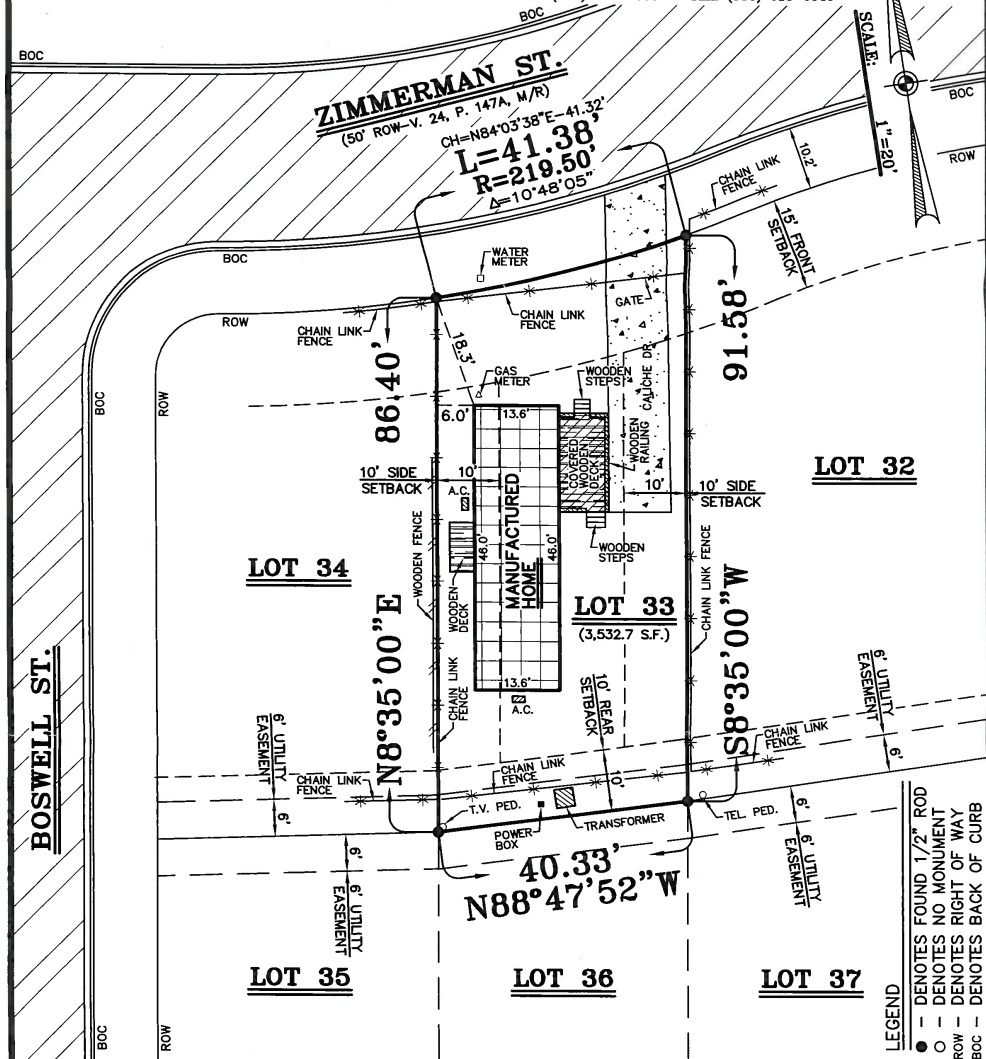 BOC
BOC
ZIMMERMAN ST.
(50' ROW–V. 24, P. 147A, M/R)
CH=N84°03'38"E–41.32'
L=41.38'
R=219.50'
Δ=10°48'05"
SCALE:
1"=20'
BOC
ROW
10.2'
CHAIN LINK
FENCE
15' FRONT
SETBACK
BOC
ROW
WATER
METER
CHAIN LINK
FENCE
CHAIN LINK
FENCE
GATE
18.3'
86.40'
91.58'
GAS
METER
WOODEN
STEPS
6.0'
13.6'
BOC
ROW
COVERED
WOODEN
DECK
WOODEN
RAILING
CALICHE DR.
10' SIDE
SETBACK
10'
A.C.
46.0'
46.0'
MANUFACTURED
HOME
10'
10' SIDE
SETBACK
LOT 32
WOODEN FENCE
WOODEN
STEPS
CHAIN LINK FENCE
LOT 34
WOODEN
DECK
LOT 33
(3,532.7 S.F.)
N8°35'00"E
S8°35'00"W
CHAIN LINK
FENCE
13.6'
A.C.
10' REAR
SETBACK
10'
BOSWELL ST.
6' UTILITY
EASEMENT
6'
6' UTILITY
EASEMENT
6'
CHAIN LINK
FENCE
CHAIN LINK
FENCE
CHAIN LINK
FENCE
T.V. PED.
POWER
BOX
TRANSFORMER
TEL PED.
6'
6' UTILITY
EASEMENT
6'
6' UTILITY
EASEMENT
40.33'
N88°47'52"W
LOT 35
LOT 36
LOT 37
BOC
ROW
LEGEND
● – DENOTES FOUND 1/2" ROD
○ – DENOTES NO MONUMENT
ROW – DENOTES RIGHT OF WAY
BOC – DENOTES BACK OF CURB